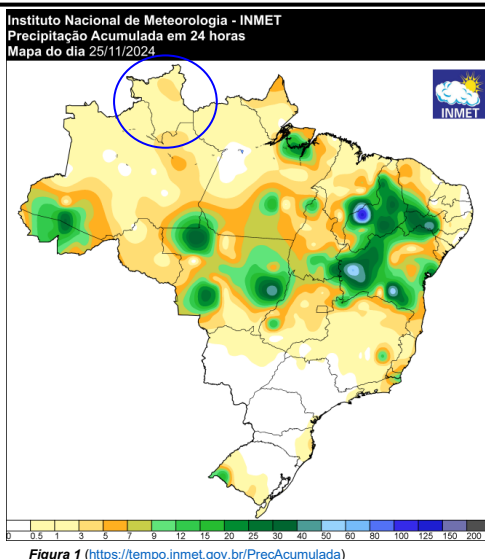 Instituto Nacional de Meteorologia - INMET
Precipitação Acumulada em 24 horas
Mapa do dia 25/11/2024
INMET
0 0.5 1 3 5 7 9 12 15 20 25 30 40 50 60 80 100 125 150 200
Figura 1 (https://tempo.inmet.gov.br/PrecAcumulada)